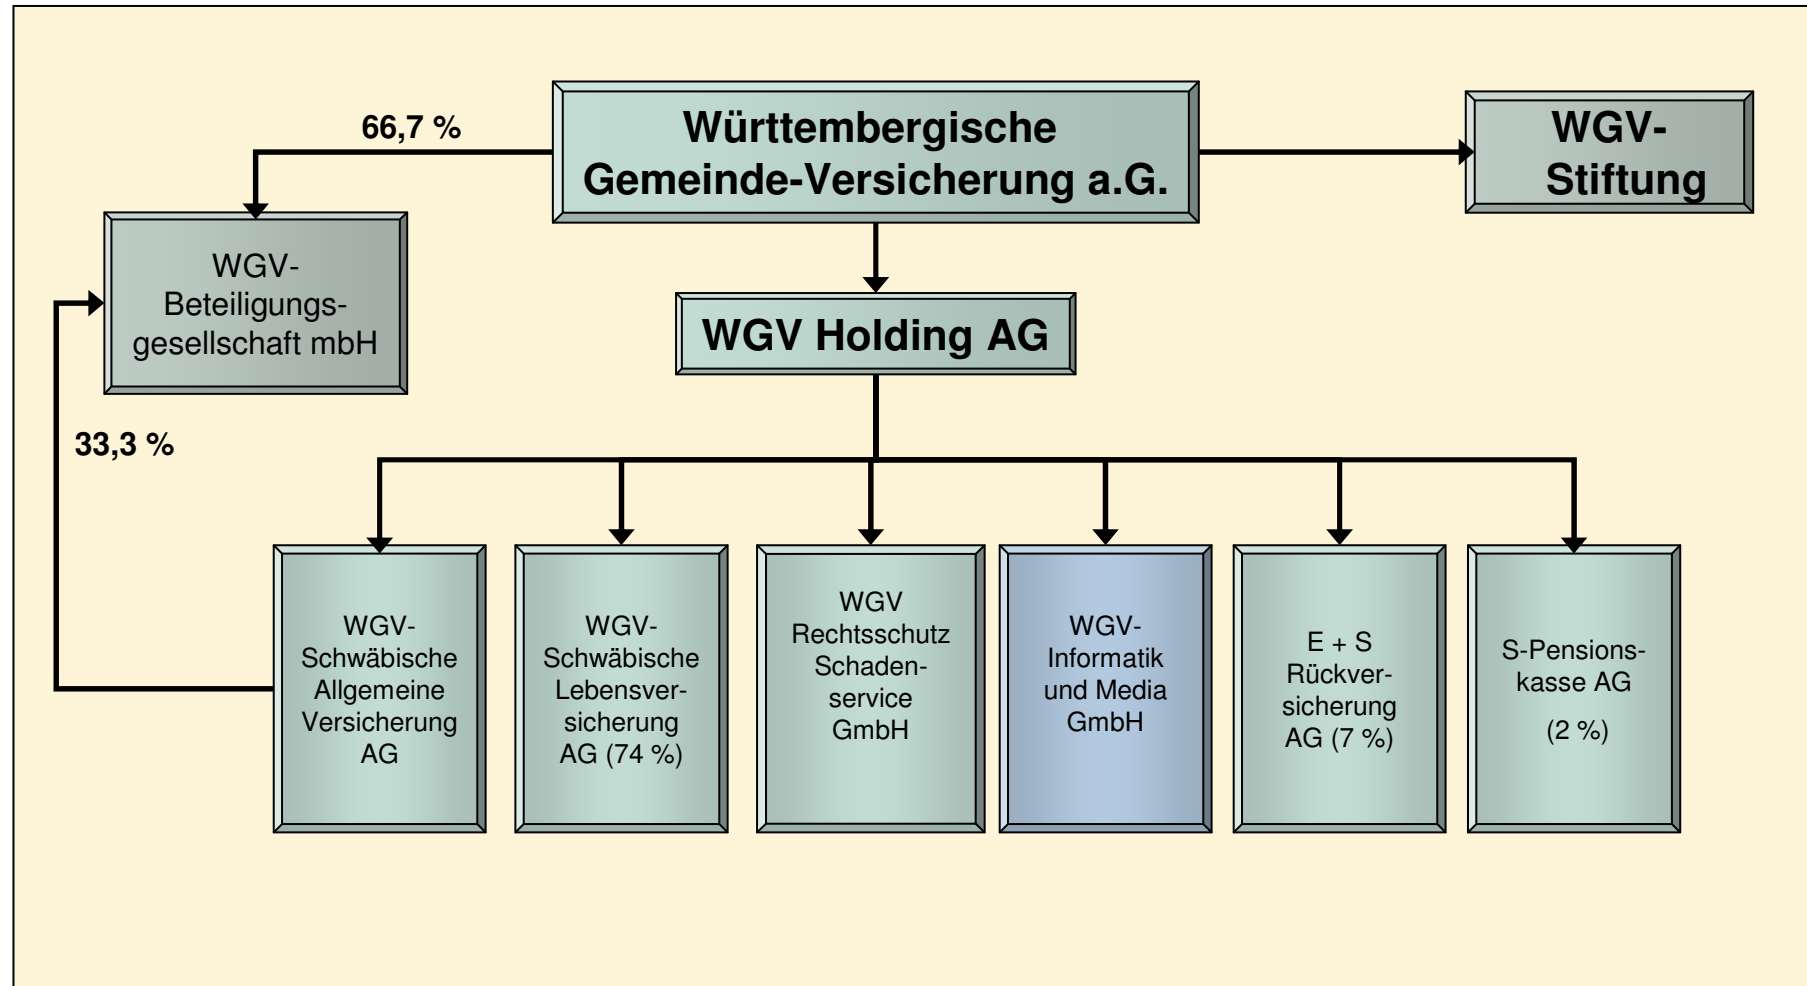 66,7 %
Württembergische
Gemeinde-Versicherung a.G.
WGV-
Stiftung
WGV-
Beteiligungs-
gesellschaft mbH
WGV Holding AG
33,3 %
WGV-
Schwäbische
Allgemeine
Versicherung
AG
WGV-
Schwäbische
Lebensver-
sicherung
AG (74 %)
WGV
Rechtsschutz
Schaden-
service
GmbH
WGV-
Informatik
und Media
GmbH
E + S
Rückver-
sicherung
AG (7 %)
S-Pensions-
kasse AG
(2 %)